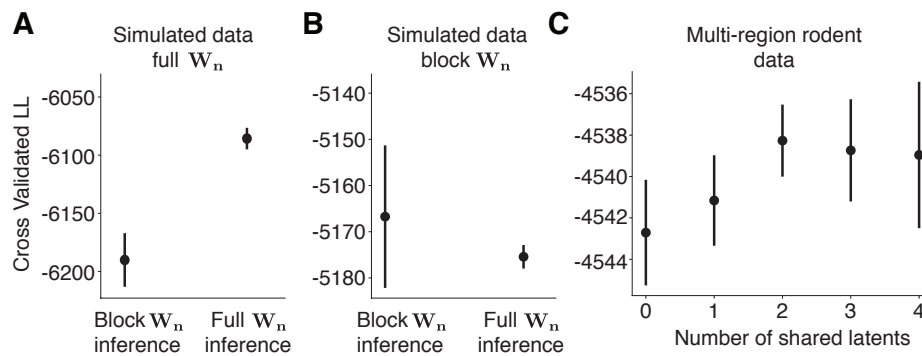 A
Simulated data
full Wn
Cross Validated LL
-6050
-6100
-6150
-6200
Block Wn
inference
Full Wn
inference
B
Simulated data
block Wn
-5140
-5150
-5160
-5170
-5180
Block Wn
inference
Full Wn
inference
C
Multi-region rodent
data
-4536
-4538
-4540
-4542
-4544
0 1 2 3 4
Number of shared latents